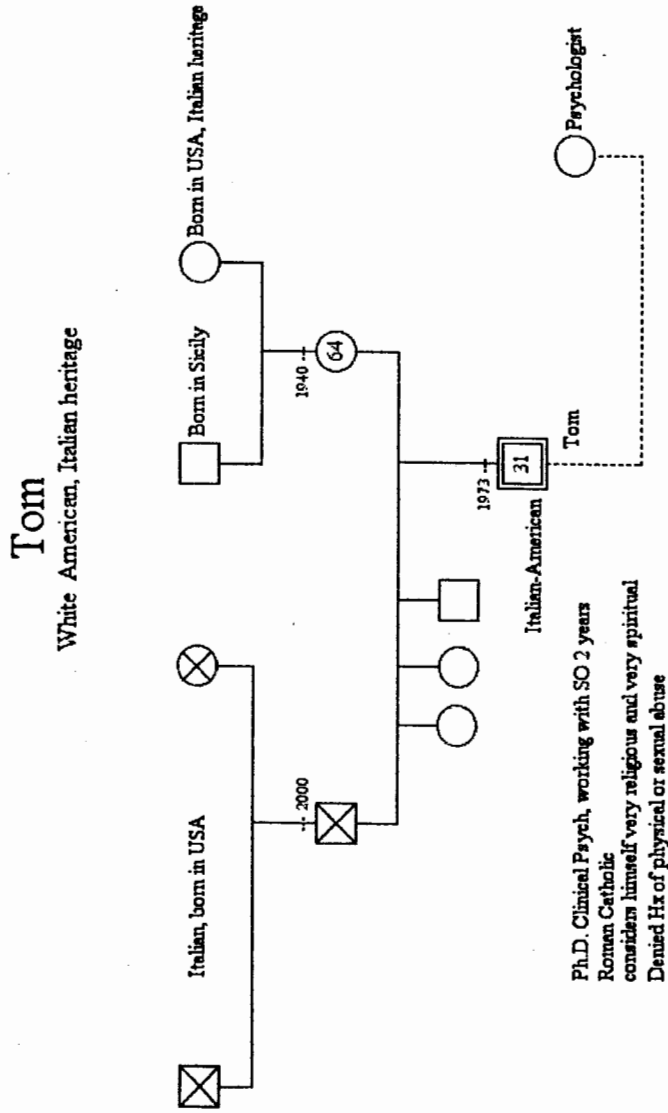 Tom
White American, Italian heritage
Italian, born in USA
Born in Sicily
Born in USA, Italian heritage
2000
1940
64
1973
31
Tom
Italian-American
Psychologist
Ph.D. Clinical Psych, working with SO 2 years
Roman Catholic
considers himself very religious and very spiritual
Denied Hx of physical or sexual abuse